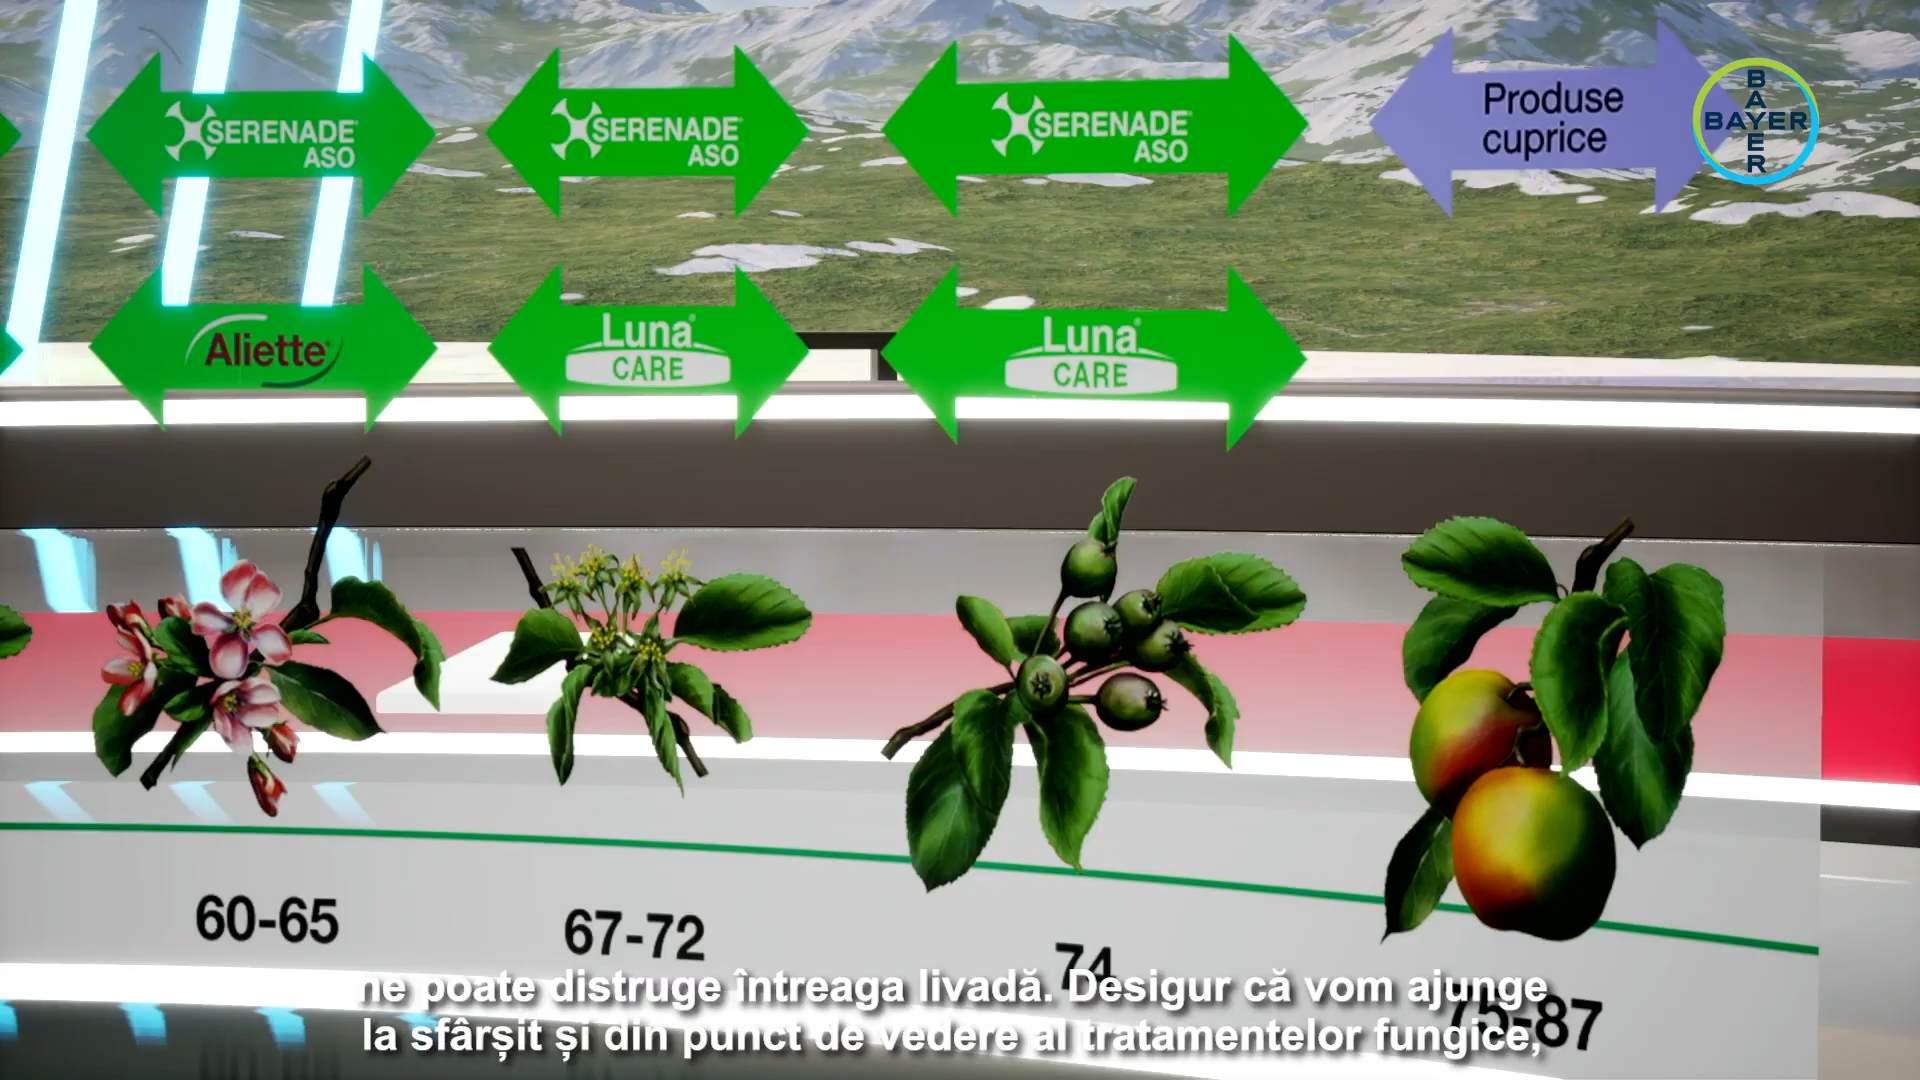 SERENADE
ASO
SERENADE
ASO
SERENADE
ASO
Produse
cuprice
BAYER
BAYER
Aliette
Luna
CARE
Luna
CARE
60-65
67-72
74
75-87
ne poate distruge întreaga livadă. Desigur că vom ajunge
la sfârșit și din punct de vedere al tratamentelor fungice,